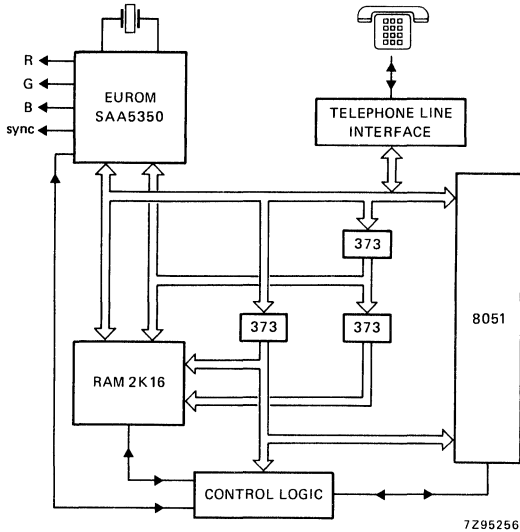 R
G
B
sync
EUROM
SAA5350
TELEPHONE LINE
INTERFACE
373
373
373
8051
RAM 2K16
CONTROL LOGIC
7Z95256